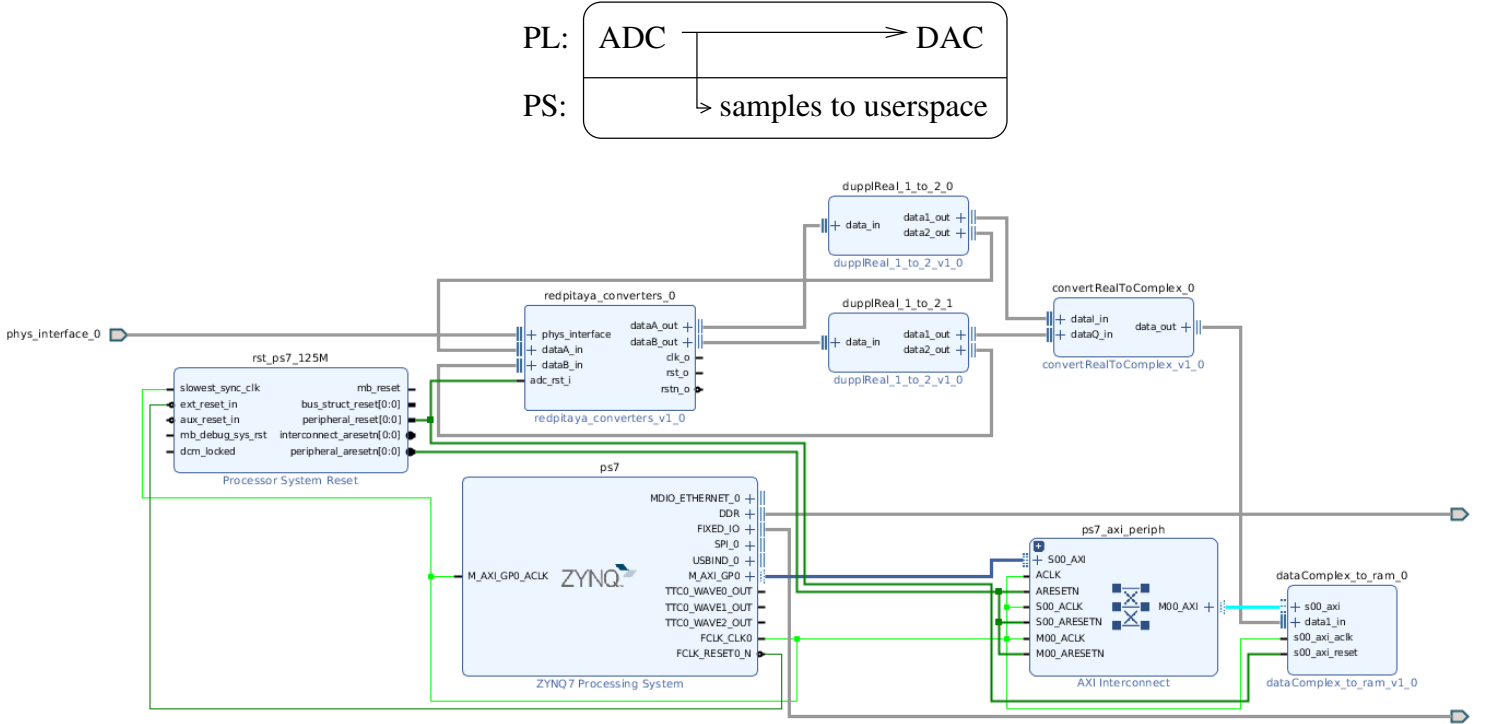 PL: ADC DAC
PS: samples to userspace
dupplReal_1_to_2_0
data_in
data1_out
data2_out
dupplReal_1_to_2_v1_0
redpitaya_converters_0
phys_interface
dataA_in
dataB_in
adc_rst_i
dataA_out
dataB_out
clk_o
rst_o
rstn_o
redpitaya_converters_v1_0
dupplReal_1_to_2_1
data_in
data1_out
data2_out
dupplReal_1_to_2_v1_0
convertRealToComplex_0
dataI_in
dataQ_in
data_out
convertRealToComplex_v1_0
phys_interface_0
rst_ps7_125M
slowest_sync_clk
ext_reset_in
aux_reset_in
mb_debug_sys_rst
dcm_locked
mb_reset
bus_struct_reset[0:0]
peripheral_reset[0:0]
interconnect_aresetn[0:0]
peripheral_aresetn[0:0]
Processor System Reset
ps7
M_AXI_GP0_ACLK
ZYNQ
MDIO_ETHERNET_0
DDR
FIXED_IO
SPI_0
USBIND_0
M_AXI_GP0
TTC0_WAVE0_OUT
TTC0_WAVE1_OUT
TTC0_WAVE2_OUT
FCLK_CLK0
FCLK_RESET0_N
ZYNQ7 Processing System
ps7_axi_periph
S00_AXI
ACLK
ARESETN
S00_ACLK
S00_ARESETN
M00_ACLK
M00_ARESETN
M00_AXI
AXI Interconnect
dataComplex_to_ram_0
s00_axi
data1_in
s00_axi_aclk
s00_axi_reset
dataComplex_to_ram_v1_0